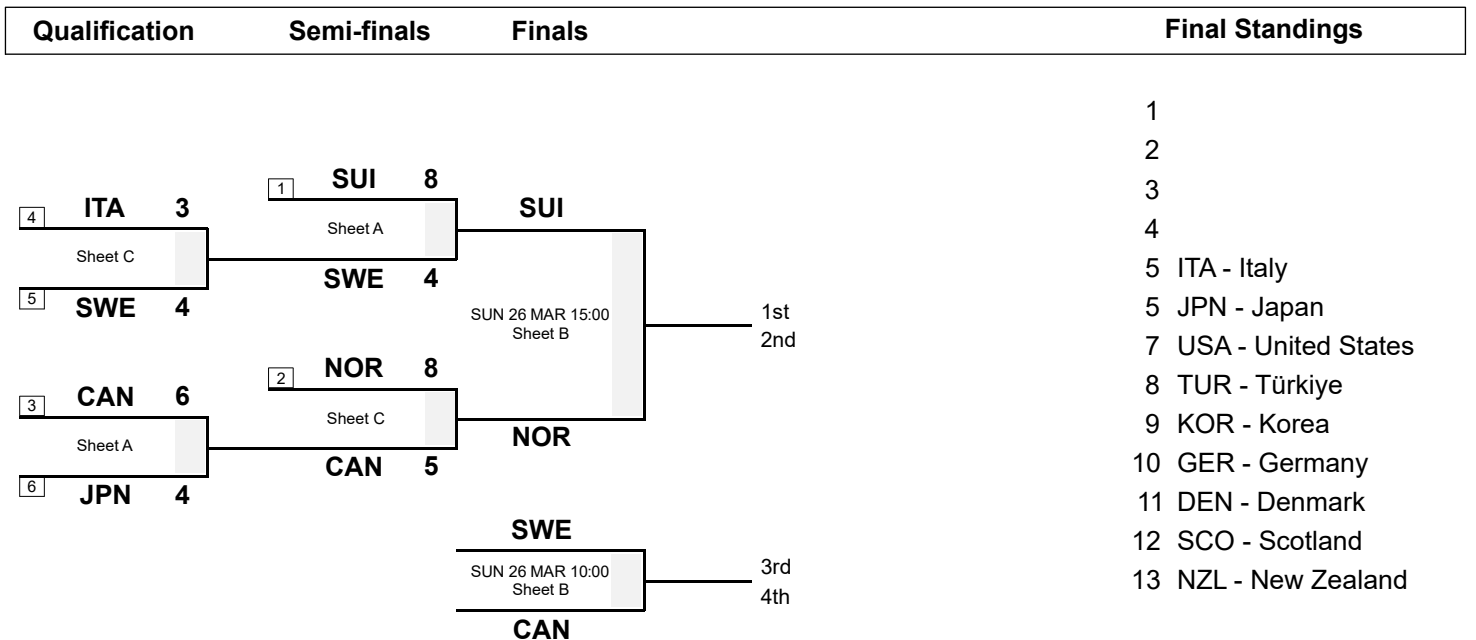 Qualification Semi-finals Finals Final Standings
1
2
3
4
5 ITA - Italy
5 JPN - Japan
7 USA - United States
8 TUR - Türkiye
9 KOR - Korea
10 GER - Germany
11 DEN - Denmark
12 SCO - Scotland
13 NZL - New Zealand
4 ITA 3
Sheet C
5 SWE 4
3 CAN 6
Sheet A
6 JPN 4
1 SUI 8
Sheet A
SWE 4
2 NOR 8
Sheet C
CAN 5
SUI
SUN 26 MAR 15:00
Sheet B
NOR
1st
2nd
SWE
SUN 26 MAR 10:00
Sheet B
CAN
3rd
4th